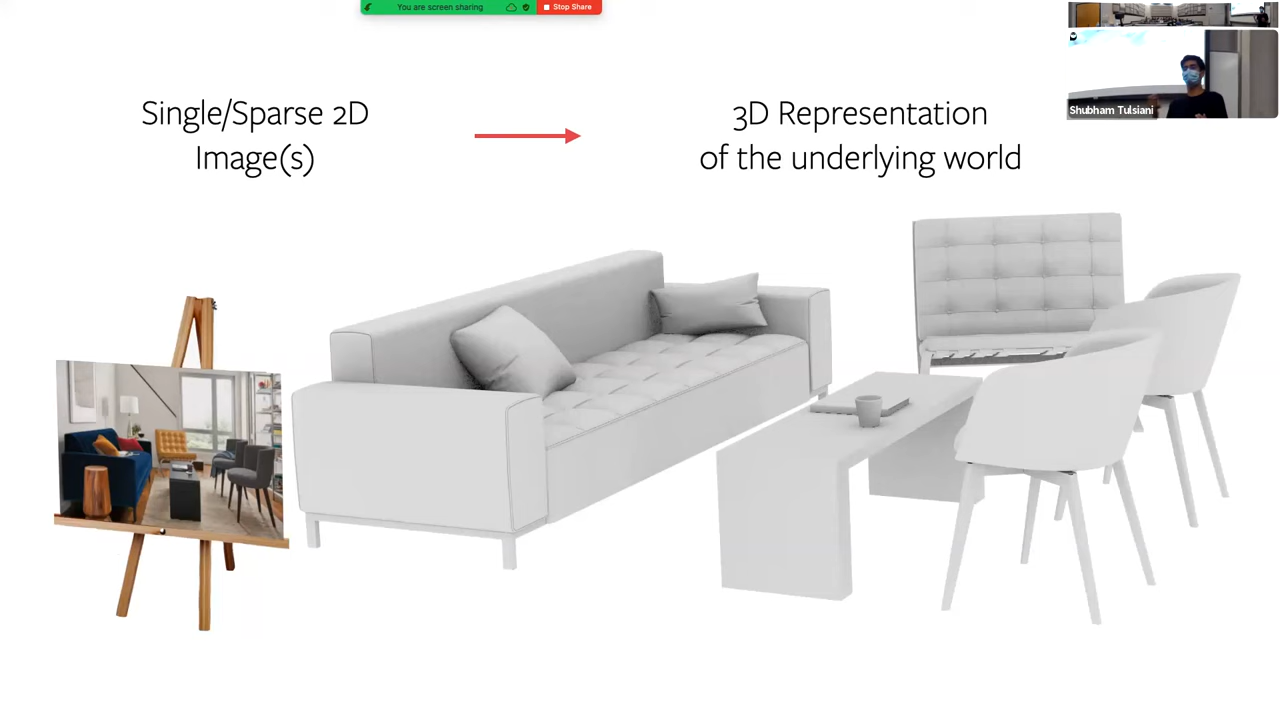 You are screen sharing
Stop Share
Single/Sparse 2D
Image(s)
3D Representation
of the underlying world
Shubham Tulsiani